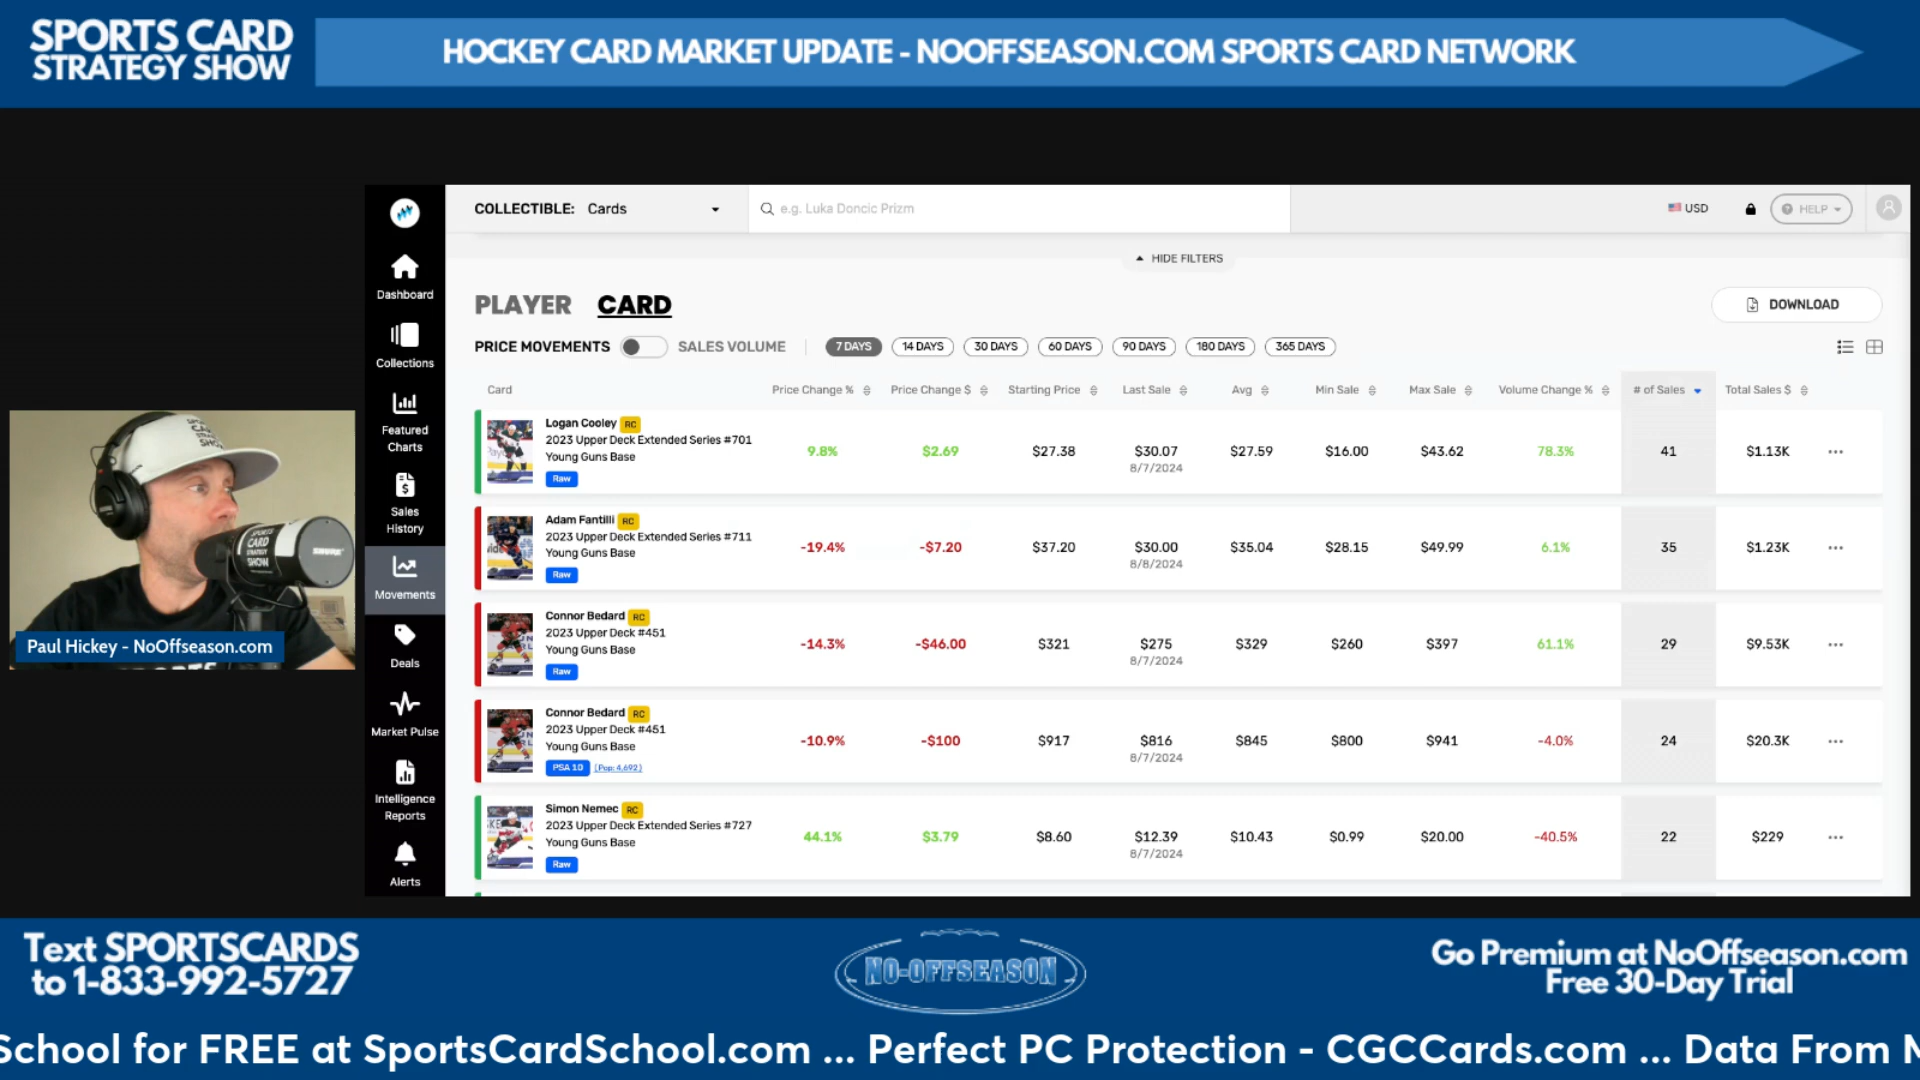 SPORTS CARD
STRATEGY SHOW
HOCKEY CARD MARKET UPDATE - NOOFFSEASON.COM SPORTS CARD NETWORK
COLLECTIBLE: Cards
e.g. Luka Doncic Prizm
USD
HELP
Dashboard
Collections
Featured
Charts
Sales
History
Movements
Deals
Market Pulse
Intelligence
Reports
Alerts
HIDE FILTERS
PLAYER CARD
DOWNLOAD
PRICE MOVEMENTS SALES VOLUME 7 DAYS 14 DAYS 30 DAYS 60 DAYS 90 DAYS 180 DAYS 365 DAYS
Card Price Change % Price Change $ Starting Price Last Sale Avg Min Sale Max Sale Volume Change % # of Sales Total Sales $
Logan Cooley RC
2023 Upper Deck Extended Series #701
Young Guns Base
Raw
9.8% $2.69 $27.38 $30.07 $27.59 $16.00 $43.62 78.3% 41 $1.13K
8/7/2024
Adam Fantilli RC
2023 Upper Deck Extended Series #711
Young Guns Base
Raw
-19.4% -$7.20 $37.20 $30.00 $35.04 $28.15 $49.99 6.1% 35 $1.23K
8/8/2024
Connor Bedard RC
2023 Upper Deck #451
Young Guns Base
Raw
-14.3% -$46.00 $321 $275 $329 $260 $397 61.1% 29 $9.53K
8/7/2024
Connor Bedard RC
2023 Upper Deck #451
Young Guns Base
PSA 10 (Pop: 4,692)
-10.9% -$100 $917 $816 $845 $800 $941 -4.0% 24 $20.3K
8/7/2024
Simon Nemec RC
2023 Upper Deck Extended Series #727
Young Guns Base
Raw
44.1% $3.79 $8.60 $12.39 $10.43 $0.99 $20.00 -40.5% 22 $229
8/7/2024
SPORTS
CARD
STRATEGY
SHOW
SHURE
Paul Hickey - NoOffseason.com
Text SPORTSCARDS
to 1-833-992-5727
NO-OFFSEASON
Go Premium at NoOffseason.com
Free 30-Day Trial
School for FREE at SportsCardSchool.com ... Perfect PC Protection - CGCCards.com ... Data From